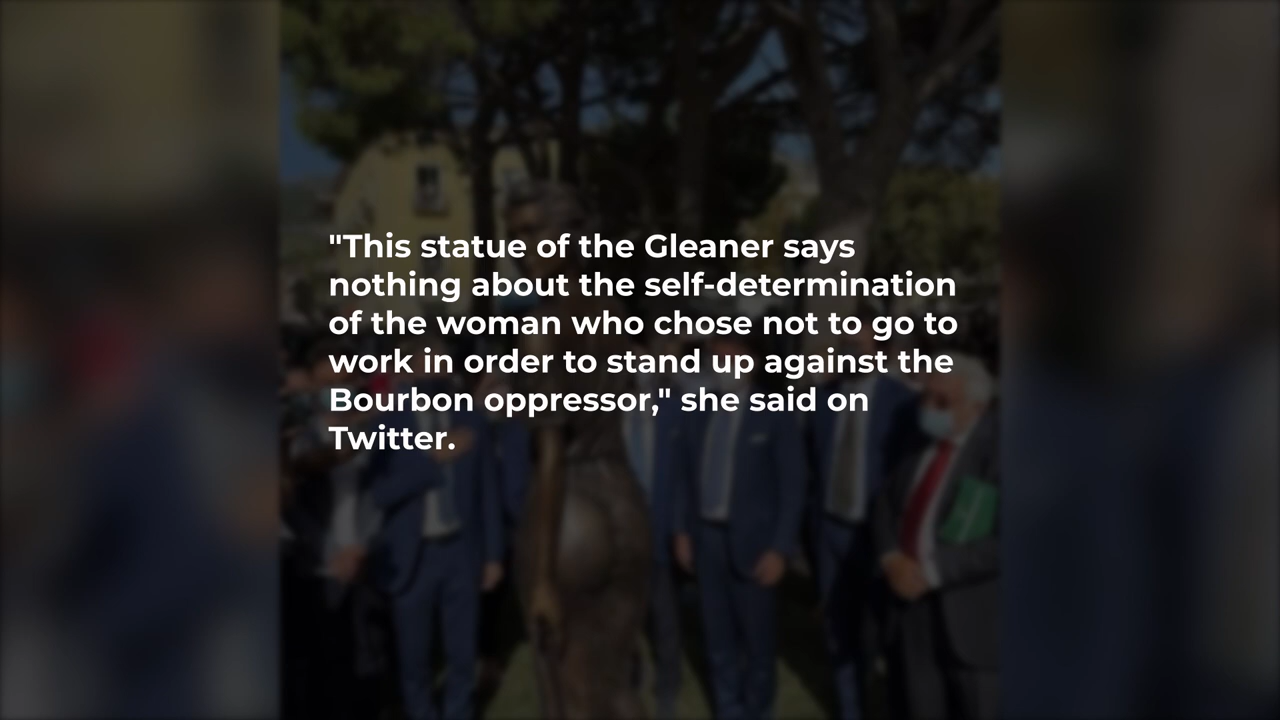 "This statue of the Gleaner says
nothing about the self-determination
of the woman who chose not to go to
work in order to stand up against the
Bourbon oppressor," she said on
Twitter.